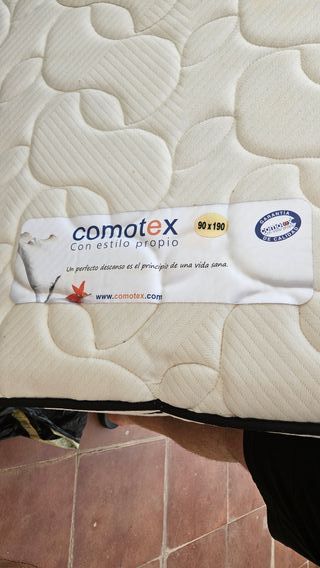 comotex
Con estilo propio
90 x 190
GARANTÍA
comotex
DE CALIDAD
Un perfecto descanso es el principio de una vida sana.
www.comotex.com